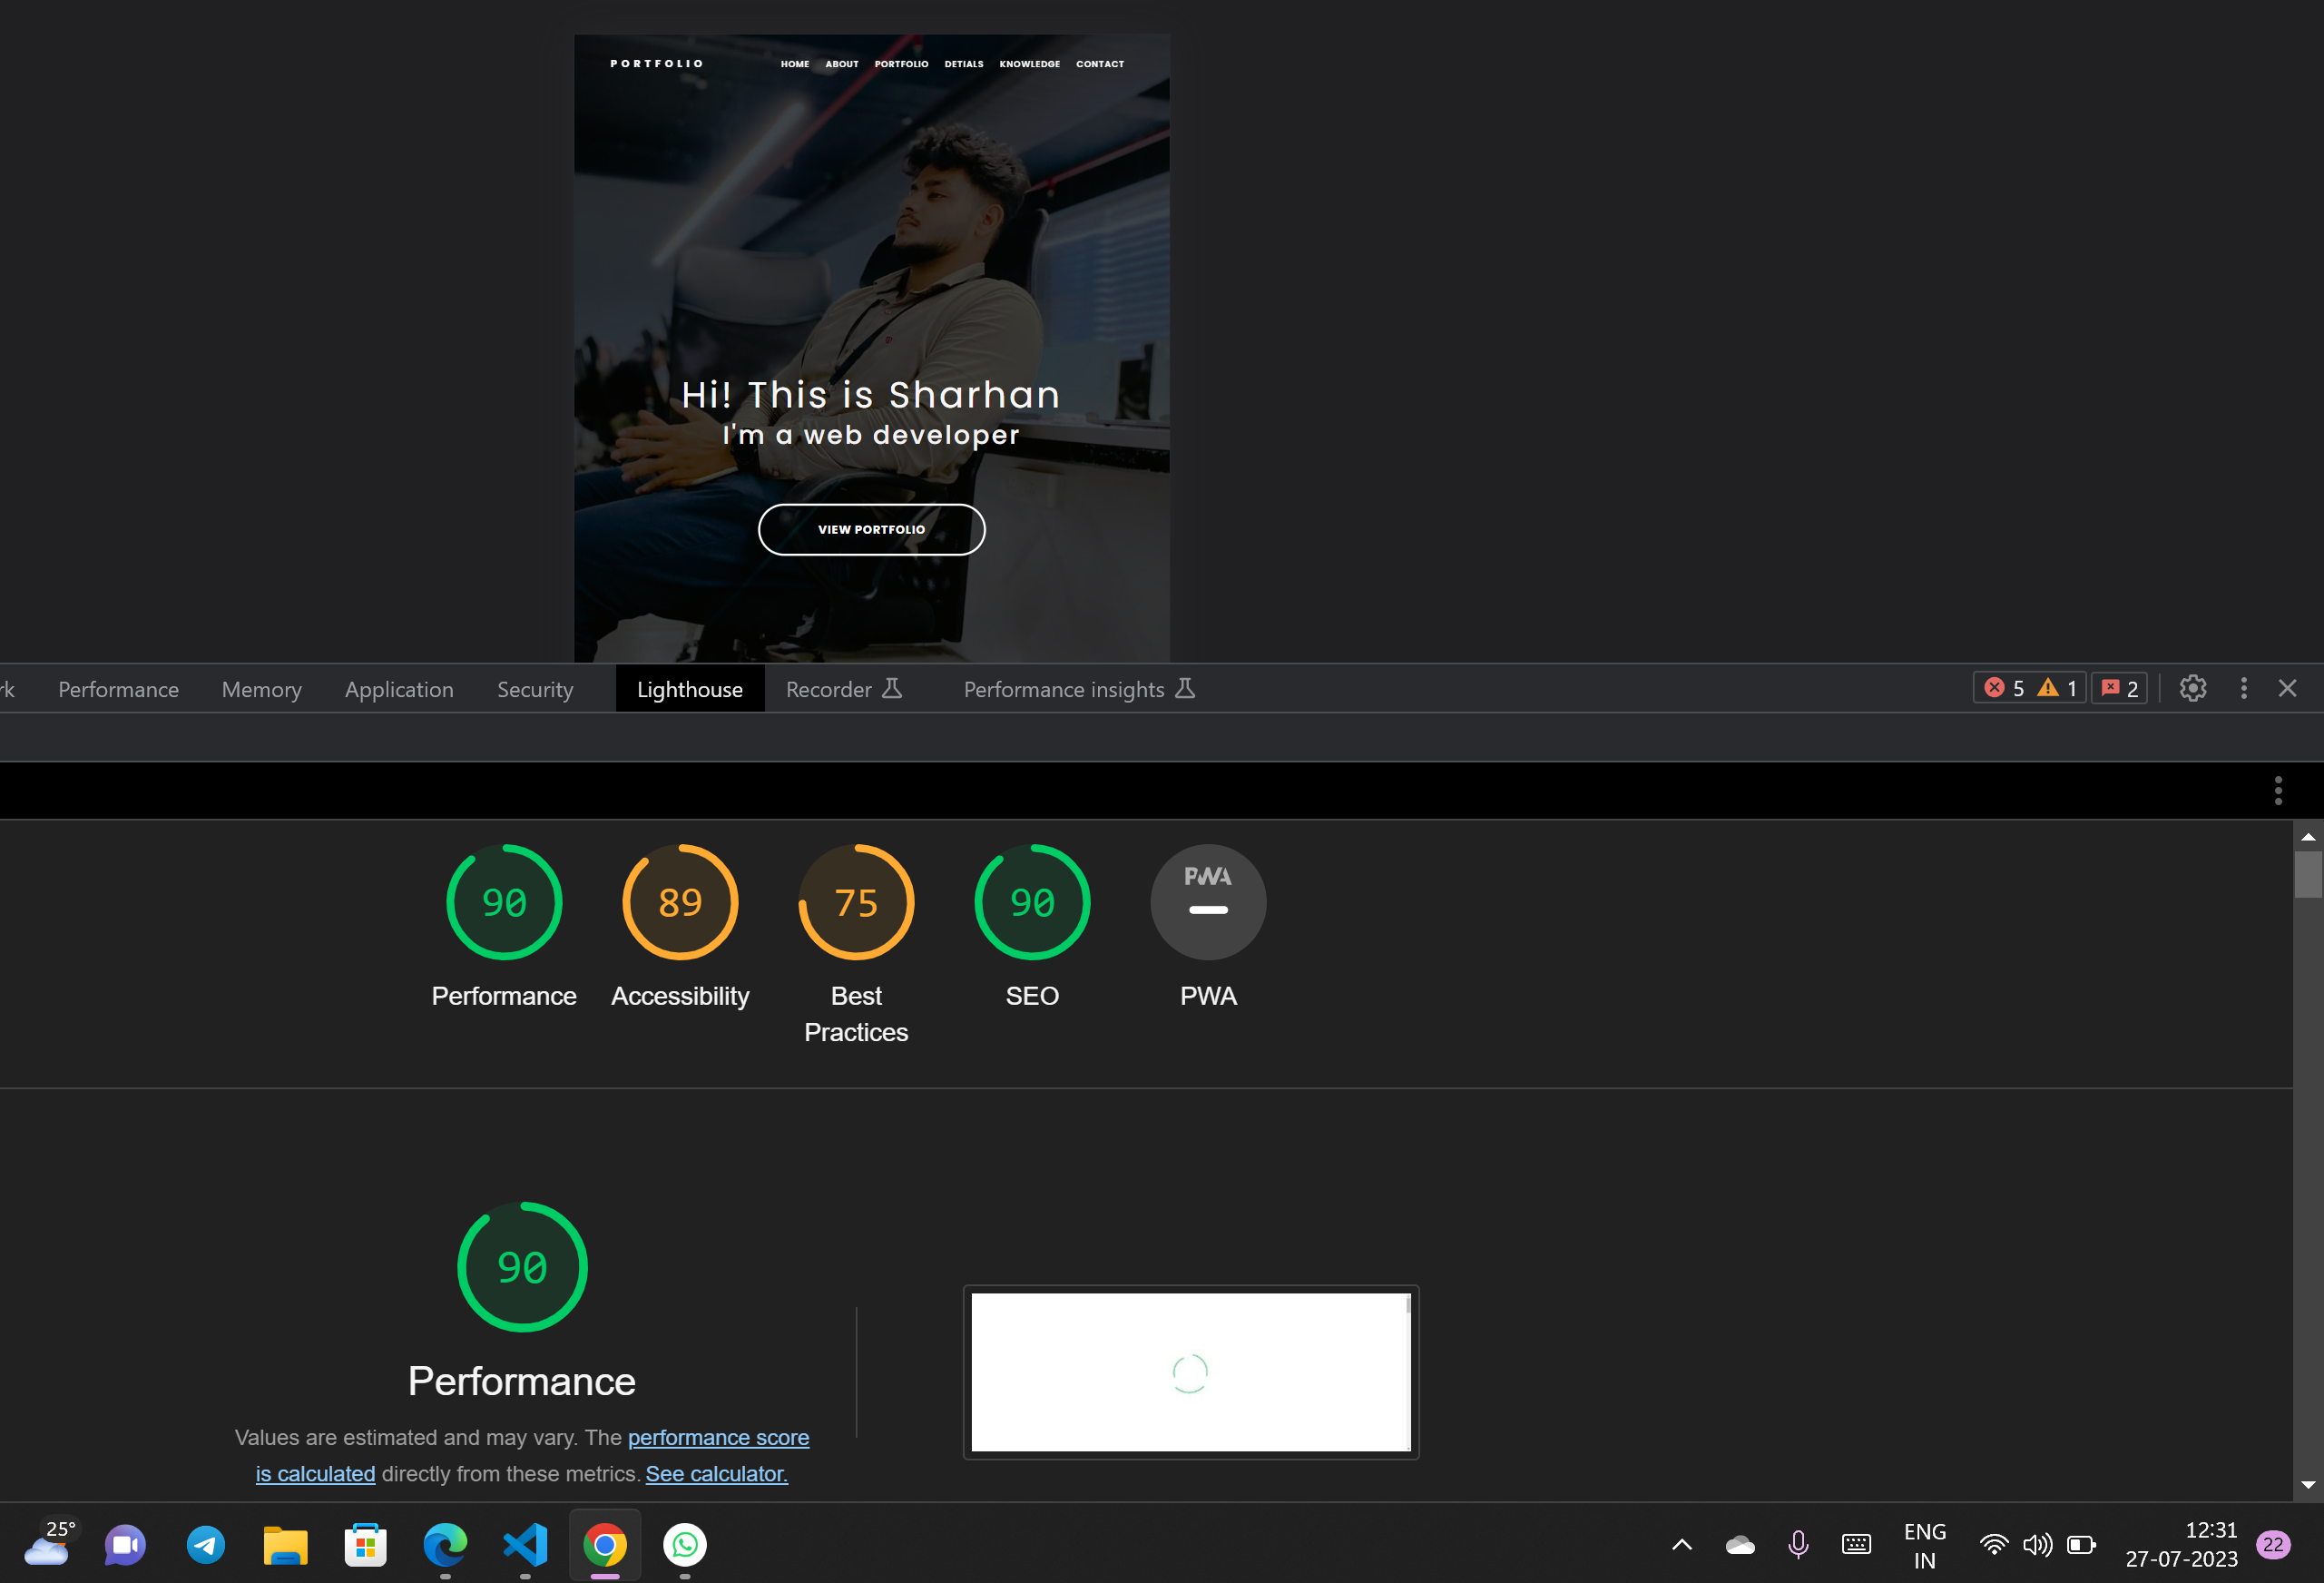 PORTFOLIO
HOME ABOUT PORTFOLIO DETIALS KNOWLEDGE CONTACT
Hi! This is Sharhan
I'm a web developer
VIEW PORTFOLIO
rk Performance Memory Application Security Lighthouse Recorder Performance insights 5 1 2
90 89 75 90 PWA
Performance Accessibility Best Practices SEO PWA
90
Performance
Values are estimated and may vary. The performance score
is calculated directly from these metrics. See calculator.
25°
ENG
IN
12:31
27-07-2023
22